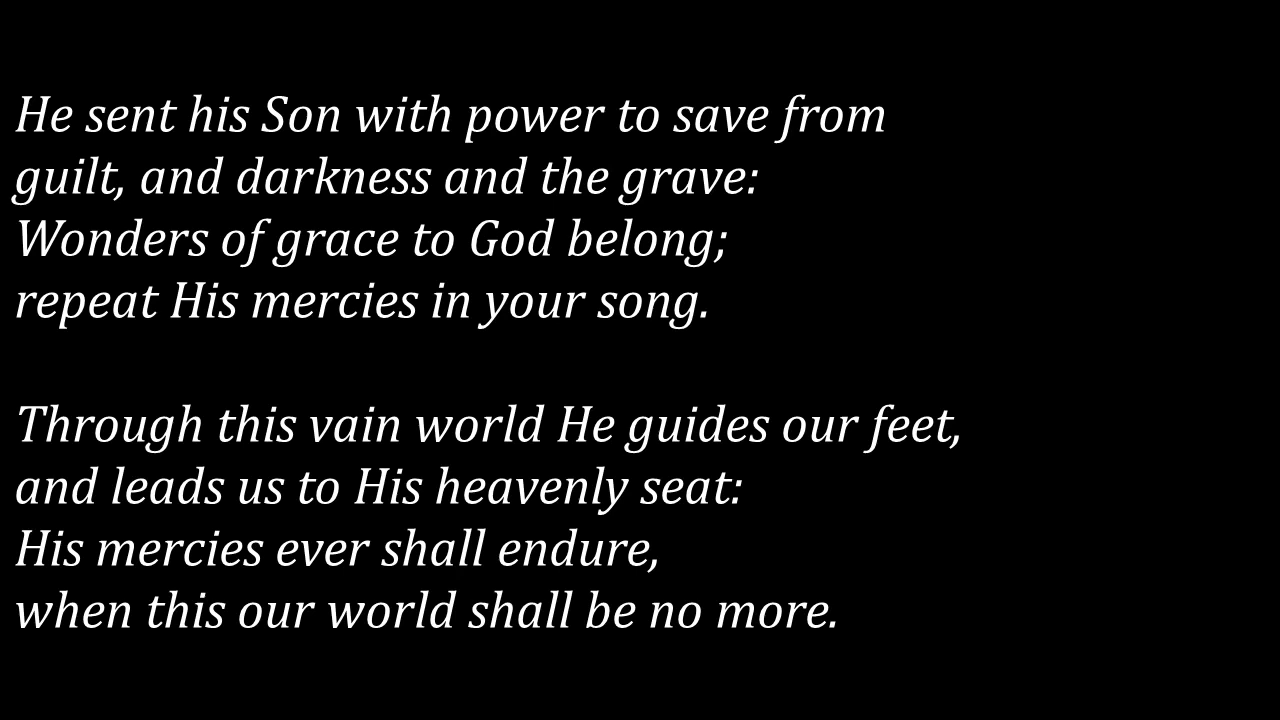 He sent his Son with power to save from
guilt, and darkness and the grave:
Wonders of grace to God belong;
repeat His mercies in your song.

Through this vain world He guides our feet,
and leads us to His heavenly seat:
His mercies ever shall endure,
when this our world shall be no more.